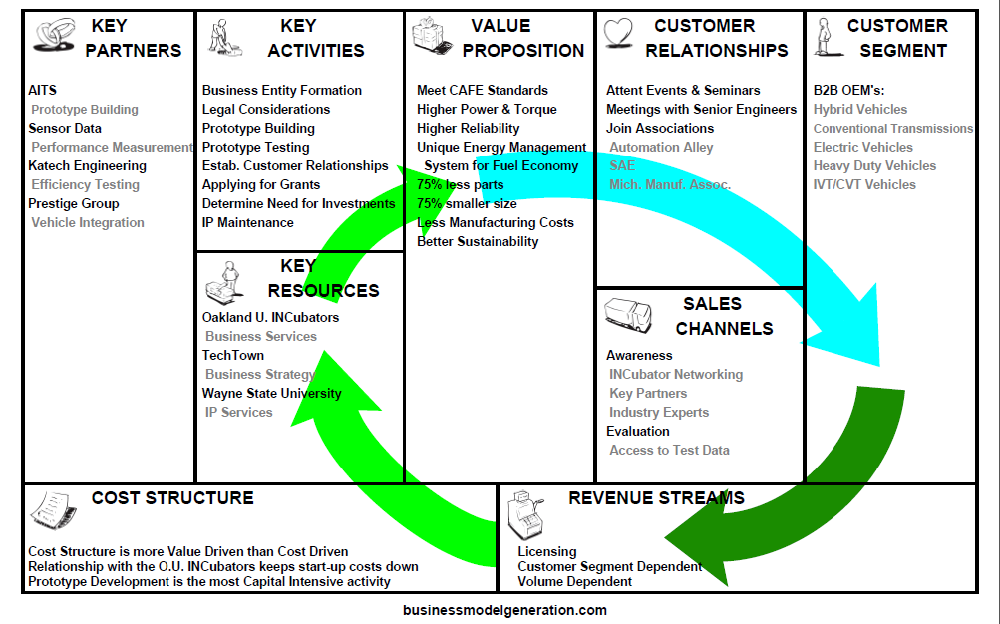 KEY
PARTNERS
AITS
Prototype Building
Sensor Data
Performance Measurement
Katech Engineering
Efficiency Testing
Prestige Group
Vehicle Integration
KEY
ACTIVITIES
Business Entity Formation
Legal Considerations
Prototype Building
Prototype Testing
Estab. Customer Relationships
Applying for Grants
Determine Need for Investments
IP Maintenance
KEY
RESOURCES
Oakland U. INCubators
Business Services
TechTown
Business Strategy
Wayne State University
IP Services
VALUE
PROPOSITION
Meet CAFE Standards
Higher Power & Torque
Higher Reliability
Unique Energy Management
System for Fuel Economy
75% less parts
75% smaller size
Less Manufacturing Costs
Better Sustainability
CUSTOMER
RELATIONSHIPS
Attent Events & Seminars
Meetings with Senior Engineers
Join Associations
Automation Alley
SAE
Mich. Manuf. Assoc.
SALES
CHANNELS
Awareness
INCubator Networking
Key Partners
Industry Experts
Evaluation
Access to Test Data
CUSTOMER
SEGMENT
B2B OEM's:
Hybrid Vehicles
Conventional Transmissions
Electric Vehicles
Heavy Duty Vehicles
IVT/CVT Vehicles
COST STRUCTURE
Cost Structure is more Value Driven than Cost Driven
Relationship with the O.U. INCubators keeps start-up costs down
Prototype Development is the most Capital Intensive activity
REVENUE STREAMS
Licensing
Customer Segment Dependent
Volume Dependent
businessmodelgeneration.com